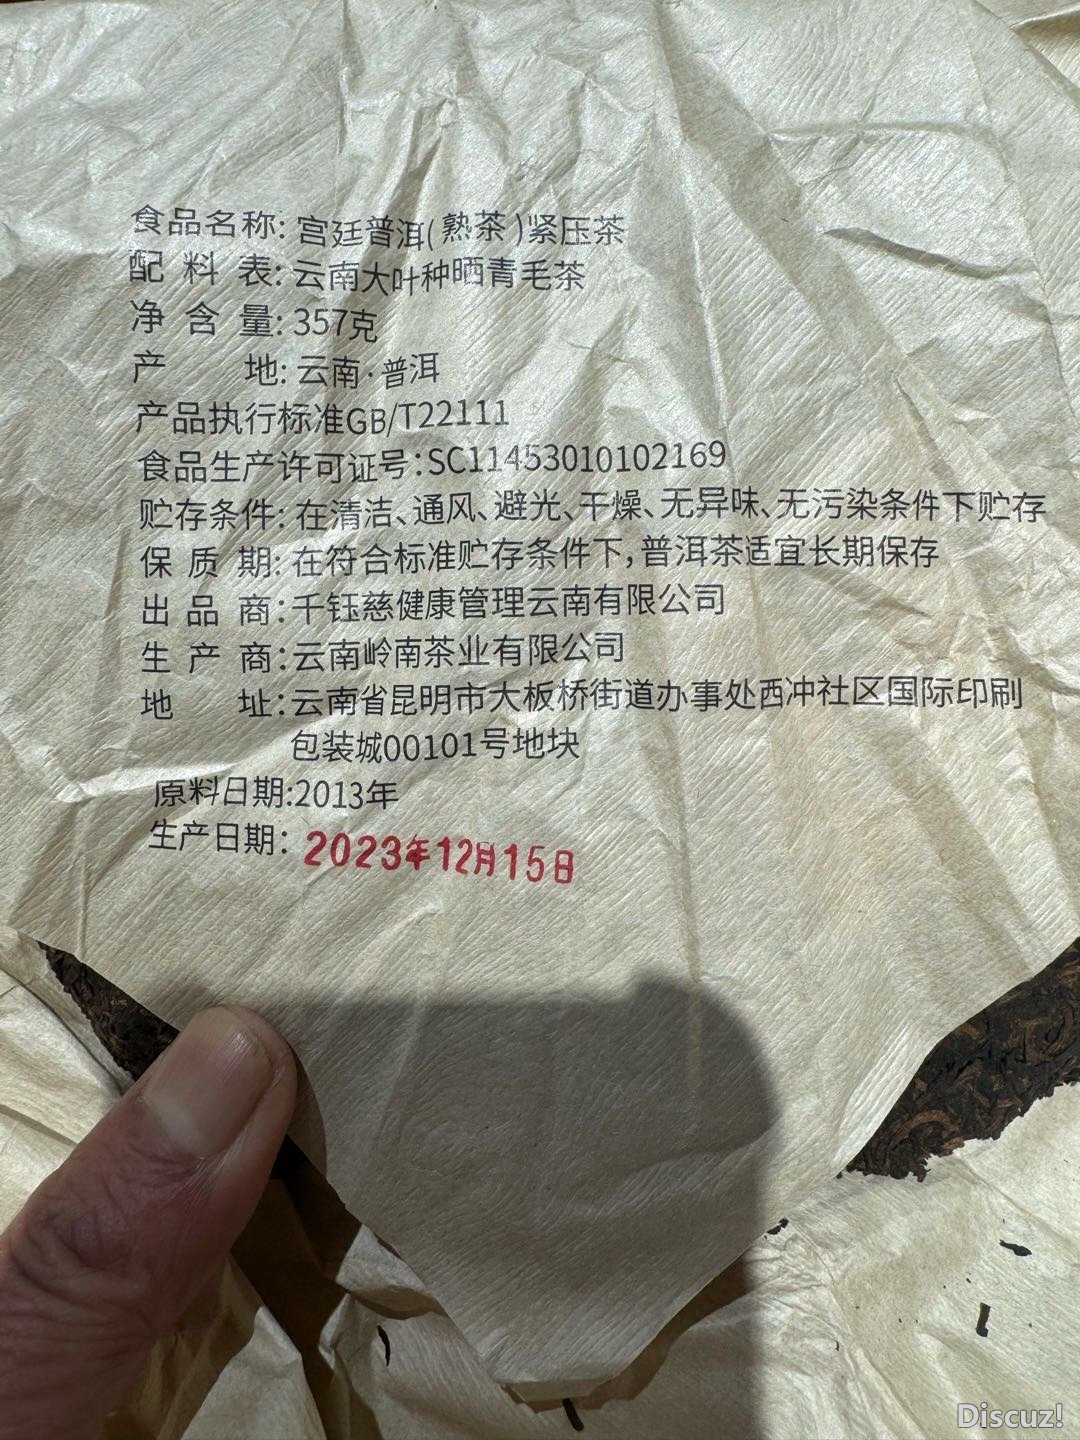 食品名称: 宫廷普洱(熟茶)紧压茶
配料表: 云南大叶种晒青毛茶
净含量: 357克
产地: 云南·普洱
产品执行标准GB/T22111
食品生产许可证号:SC11453010102169
贮存条件: 在清洁、通风、避光、干燥、无异味、无污染条件下贮存
保质期: 在符合标准贮存条件下,普洱茶适宜长期保存
出品商:千钰慈健康管理云南有限公司
生产商:云南岭南茶业有限公司
地址:云南省昆明市大板桥街道办事处西冲社区国际印刷
包装城00101号地块
原料日期:2013年
生产日期: 2023年12月15日
Discuz!